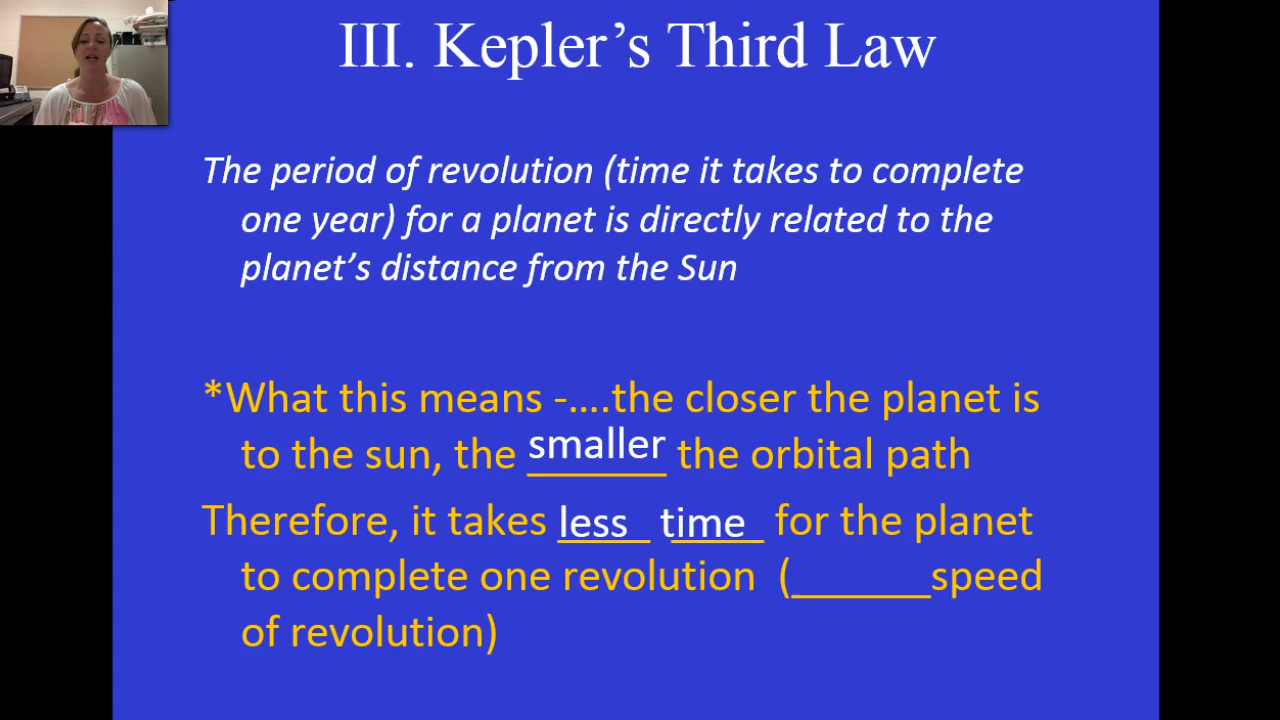 III. Kepler's Third Law
The period of revolution (time it takes to complete
one year) for a planet is directly related to the
planet's distance from the Sun
*What this means -....the closer the planet is
to the sun, the smaller the orbital path
Therefore, it takes less time for the planet
to complete one revolution (______speed
of revolution)